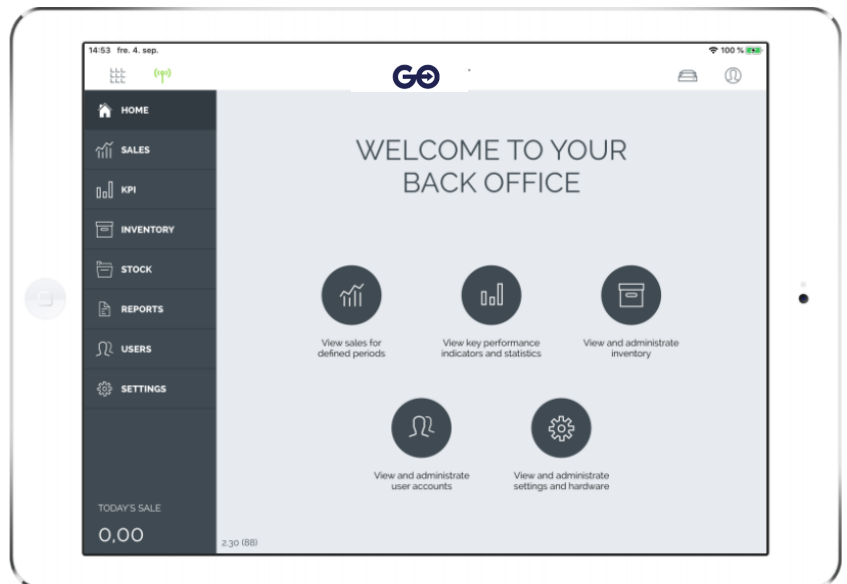 14:53 fre. 4. sep.
100 %
GO
HOME
SALES
KPI
INVENTORY
STOCK
REPORTS
USERS
SETTINGS
TODAY'S SALE
0,00
WELCOME TO YOUR
BACK OFFICE
View sales for
defined periods
View key performance
indicators and statistics
View and administrate
inventory
View and administrate
user accounts
View and administrate
settings and hardware
2.30 (88)